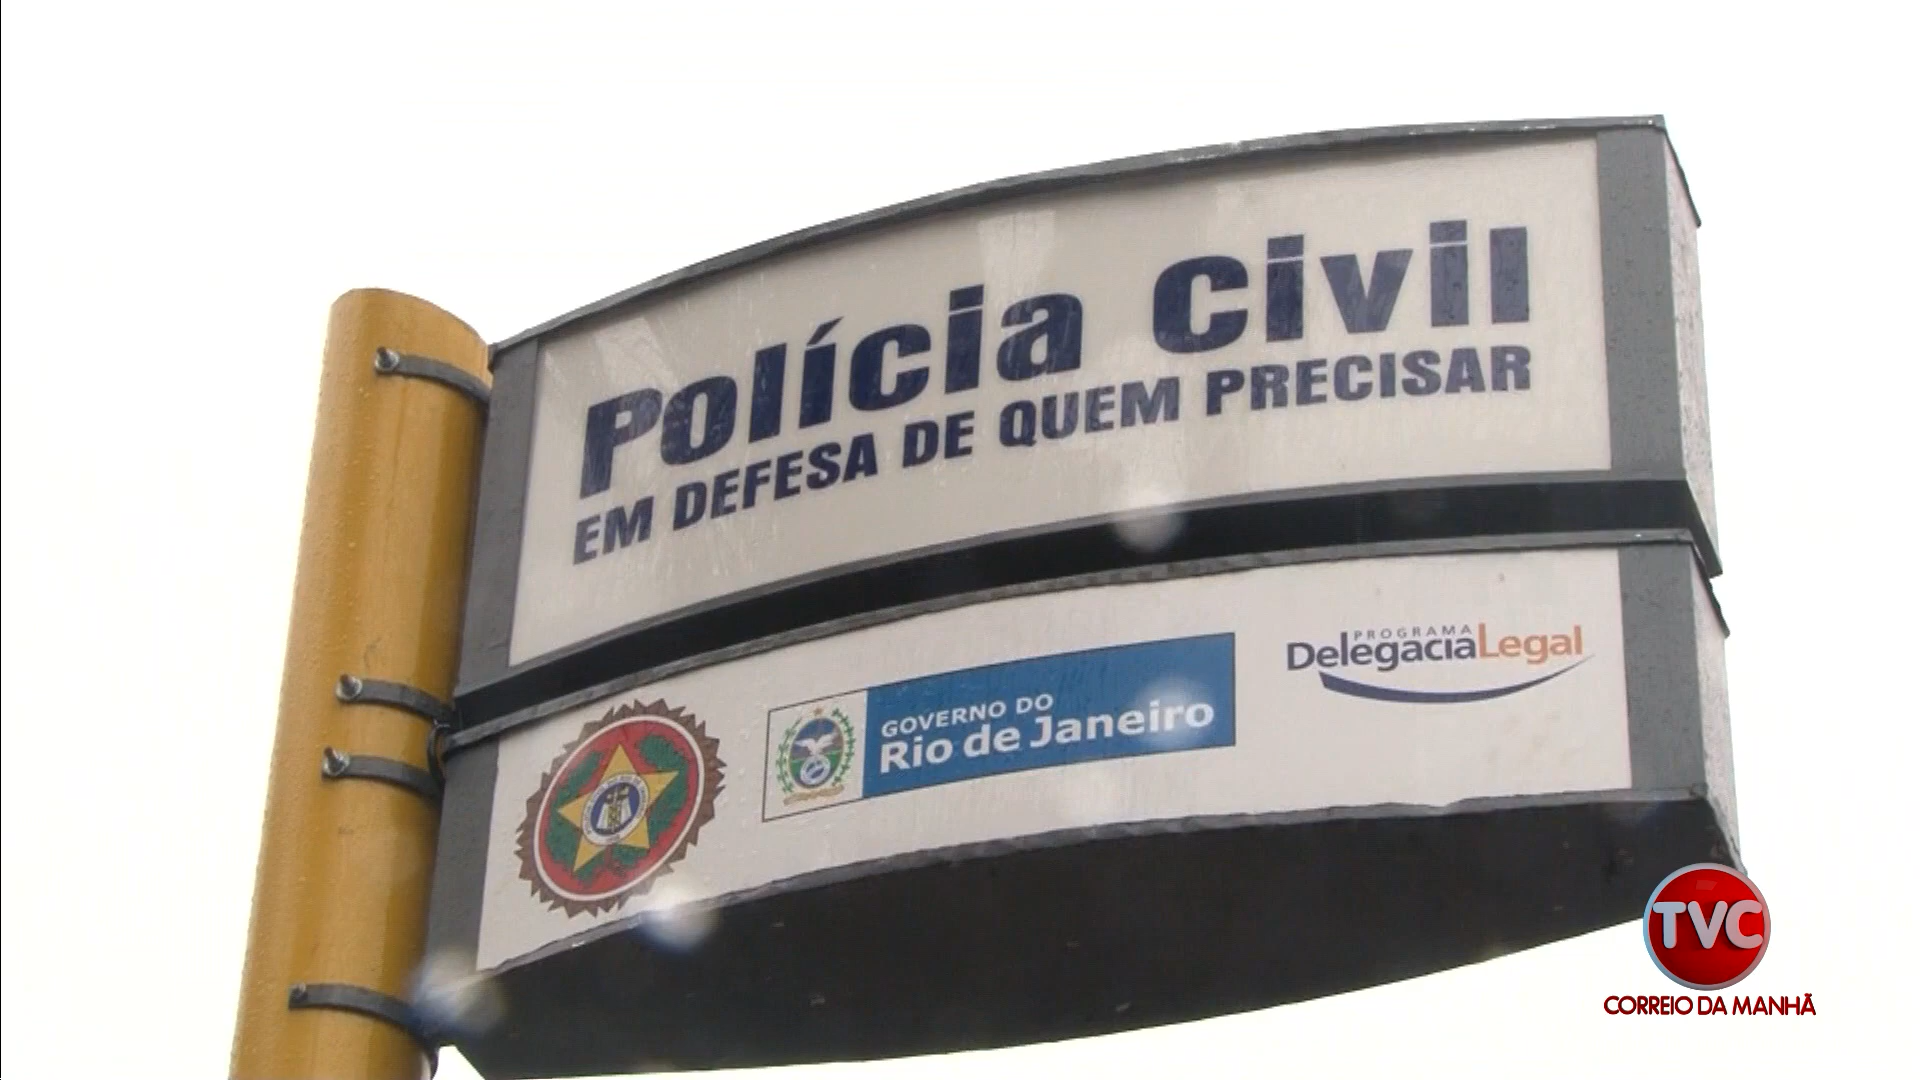 Polícia Civil
EM DEFESA DE QUEM PRECISAR
GOVERNO DO
Rio de Janeiro
PROGRAMA
DelegaciaLegal
TVC
CORREIO DA MANHÃ